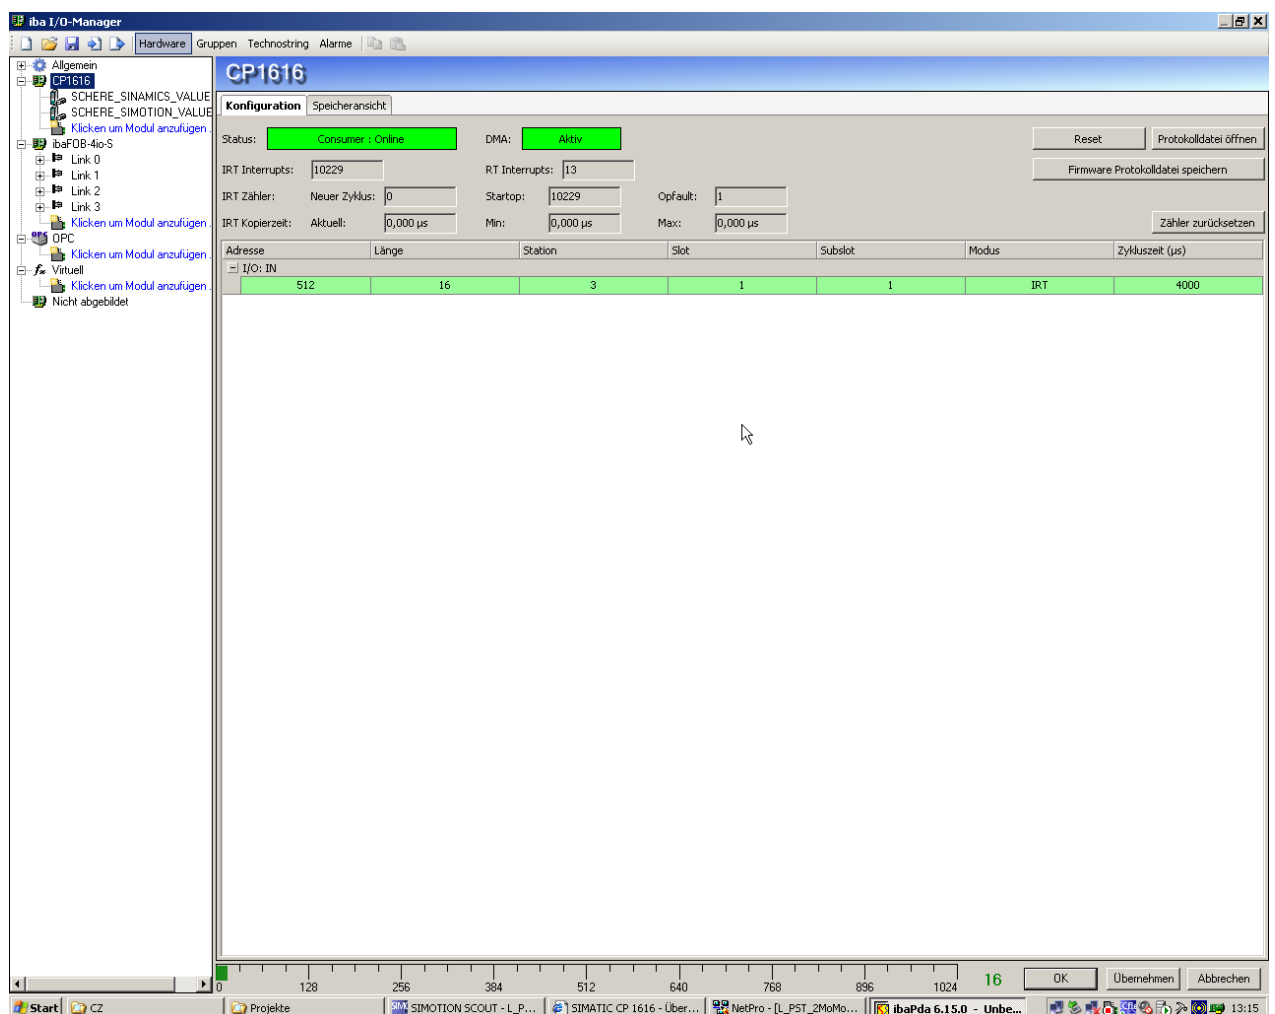 iba I/O-Manager
Hardware Gruppen Technostring Alarme
Allgemein
CP1616
SCHERE_SINAMICS_VALUE
SCHERE_SIMOTION_VALUE
Klicken um Modul anzufügen .
ibaFOB-4io-S
Link 0
Link 1
Link 2
Link 3
Klicken um Modul anzufügen .
OPC
Klicken um Modul anzufügen .
Virtuell
Klicken um Modul anzufügen .
Nicht abgebildet
CP1616
Konfiguration Speicheransicht
Status: Consumer : Online DMA: Aktiv Reset Protokolldatei öffnen
IRT Interrupts: 10229 RT Interrupts: 13 Firmware Protokolldatei speichern
IRT Zähler: Neuer Zyklus: 0 Startop: 10229 Opfault: 1
IRT Kopierzeit: Aktuell: 0,000 µs Min: 0,000 µs Max: 0,000 µs Zähler zurücksetzen
Adresse Länge Station Slot Subslot Modus Zykluszeit (µs)
I/O: IN
512 16 3 1 1 IRT 4000
0 128 256 384 512 640 768 896 1024 16 OK Übernehmen Abbrechen
Start CZ Projekte SIMOTION SCOUT - L_P... SIMATIC CP 1616 - Über... NetPro - [L_PST_2MoMo... ibaPda 6.15.0 - Unbe... 13:15